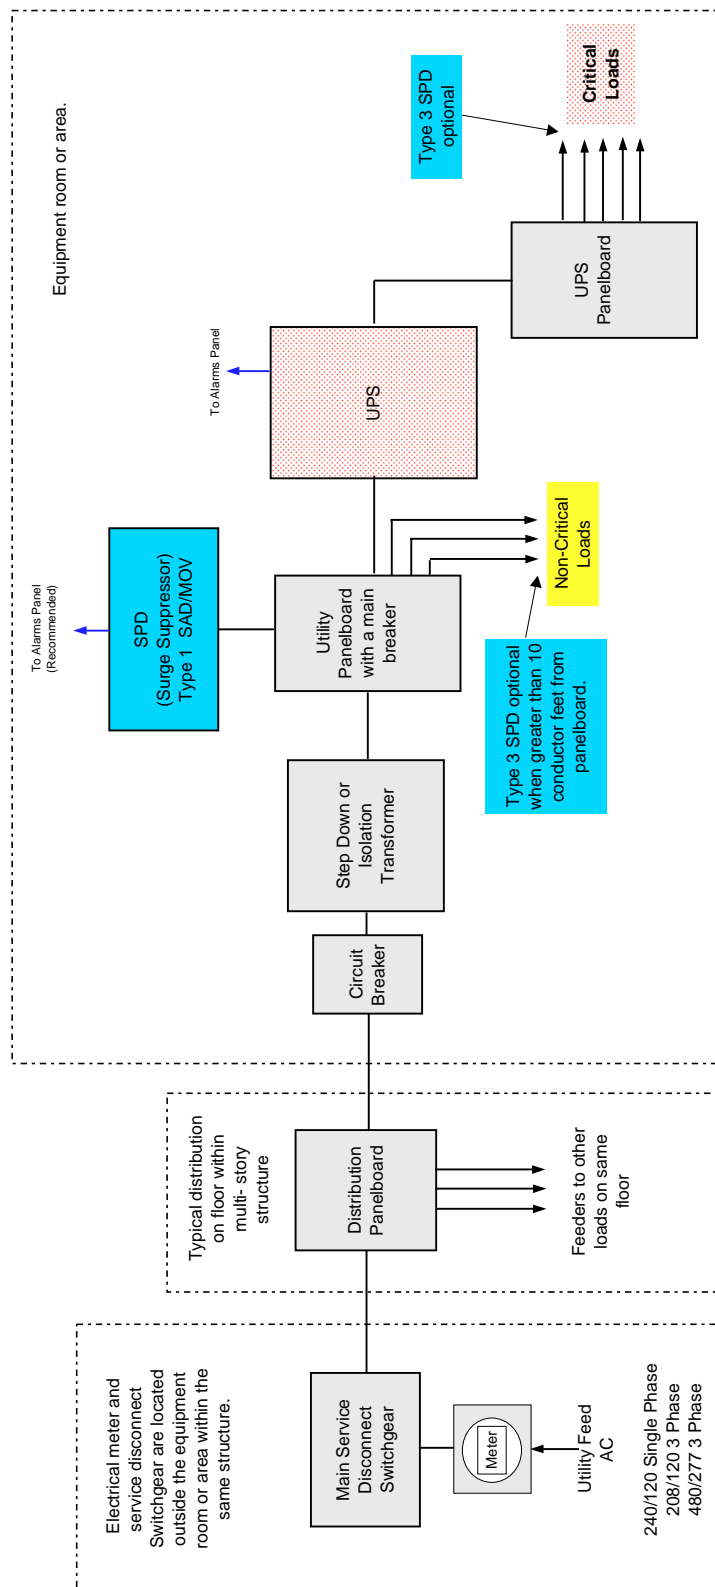 Electrical meter and
service disconnect
Switchgear are located
outside the equipment
room or area within the
same structure.
Main Service
Disconnect
Switchgear
Meter
Utility Feed
AC
240/120 Single Phase
208/120 3 Phase
480/277 3 Phase
Typical distribution
on floor within
multi- story
structure
Distribution
Panelboard
Feeders to other
loads on same
floor
Equipment room or area.
Circuit
Breaker
Step Down or
Isolation
Transformer
To Alarms Panel
(Recommended)
SPD
(Surge Suppressor)
Type 1 SAD/MOV
Utility
Panelboard
with a main
breaker
Type 3 SPD optional
when greater than 10
conductor feet from
panelboard.
Non-Critical
Loads
To Alarms Panel
UPS
UPS
Panelboard
Type 3 SPD
optional
Critical
Loads